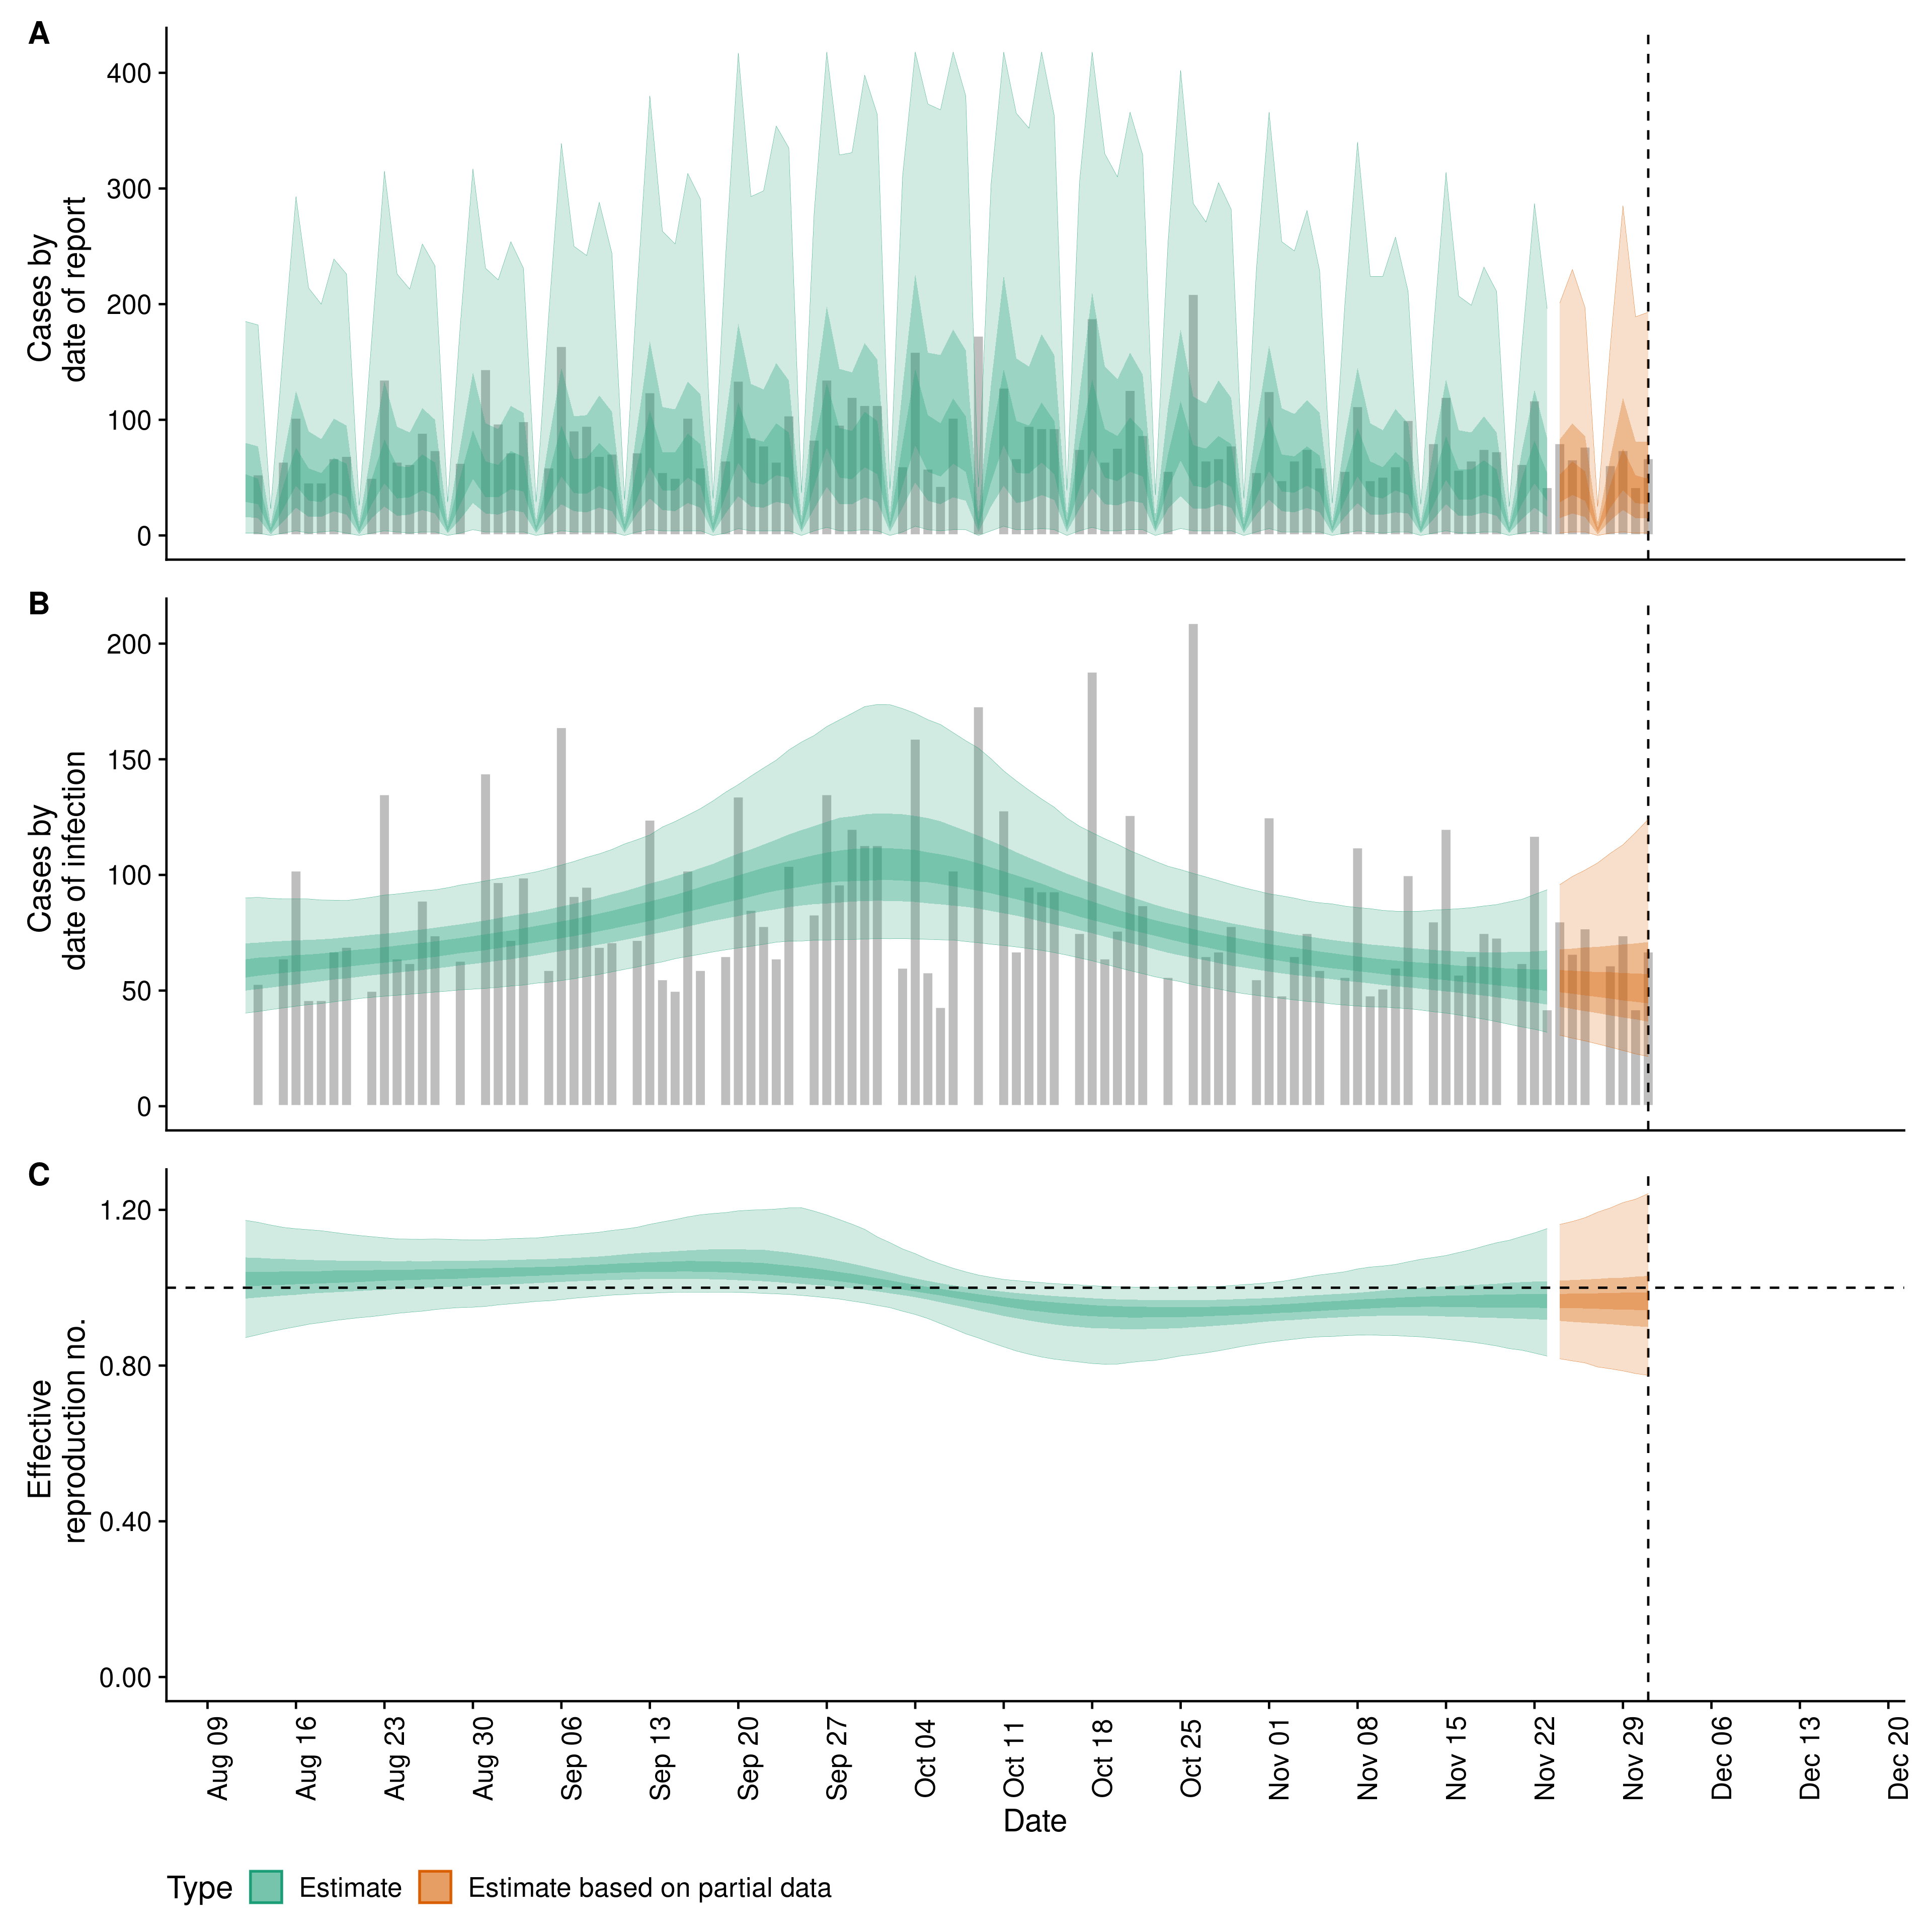 A
Cases by
date of report
400
300
200
100
0
B
Cases by
date of infection
200
150
100
50
0
C
Effective
reproduction no.
1.20
0.80
0.40
0.00
Aug 09
Aug 16
Aug 23
Aug 30
Sep 06
Sep 13
Sep 20
Sep 27
Oct 04
Oct 11
Oct 18
Oct 25
Nov 01
Nov 08
Nov 15
Nov 22
Nov 29
Dec 06
Dec 13
Dec 20
Date
Type Estimate Estimate based on partial data